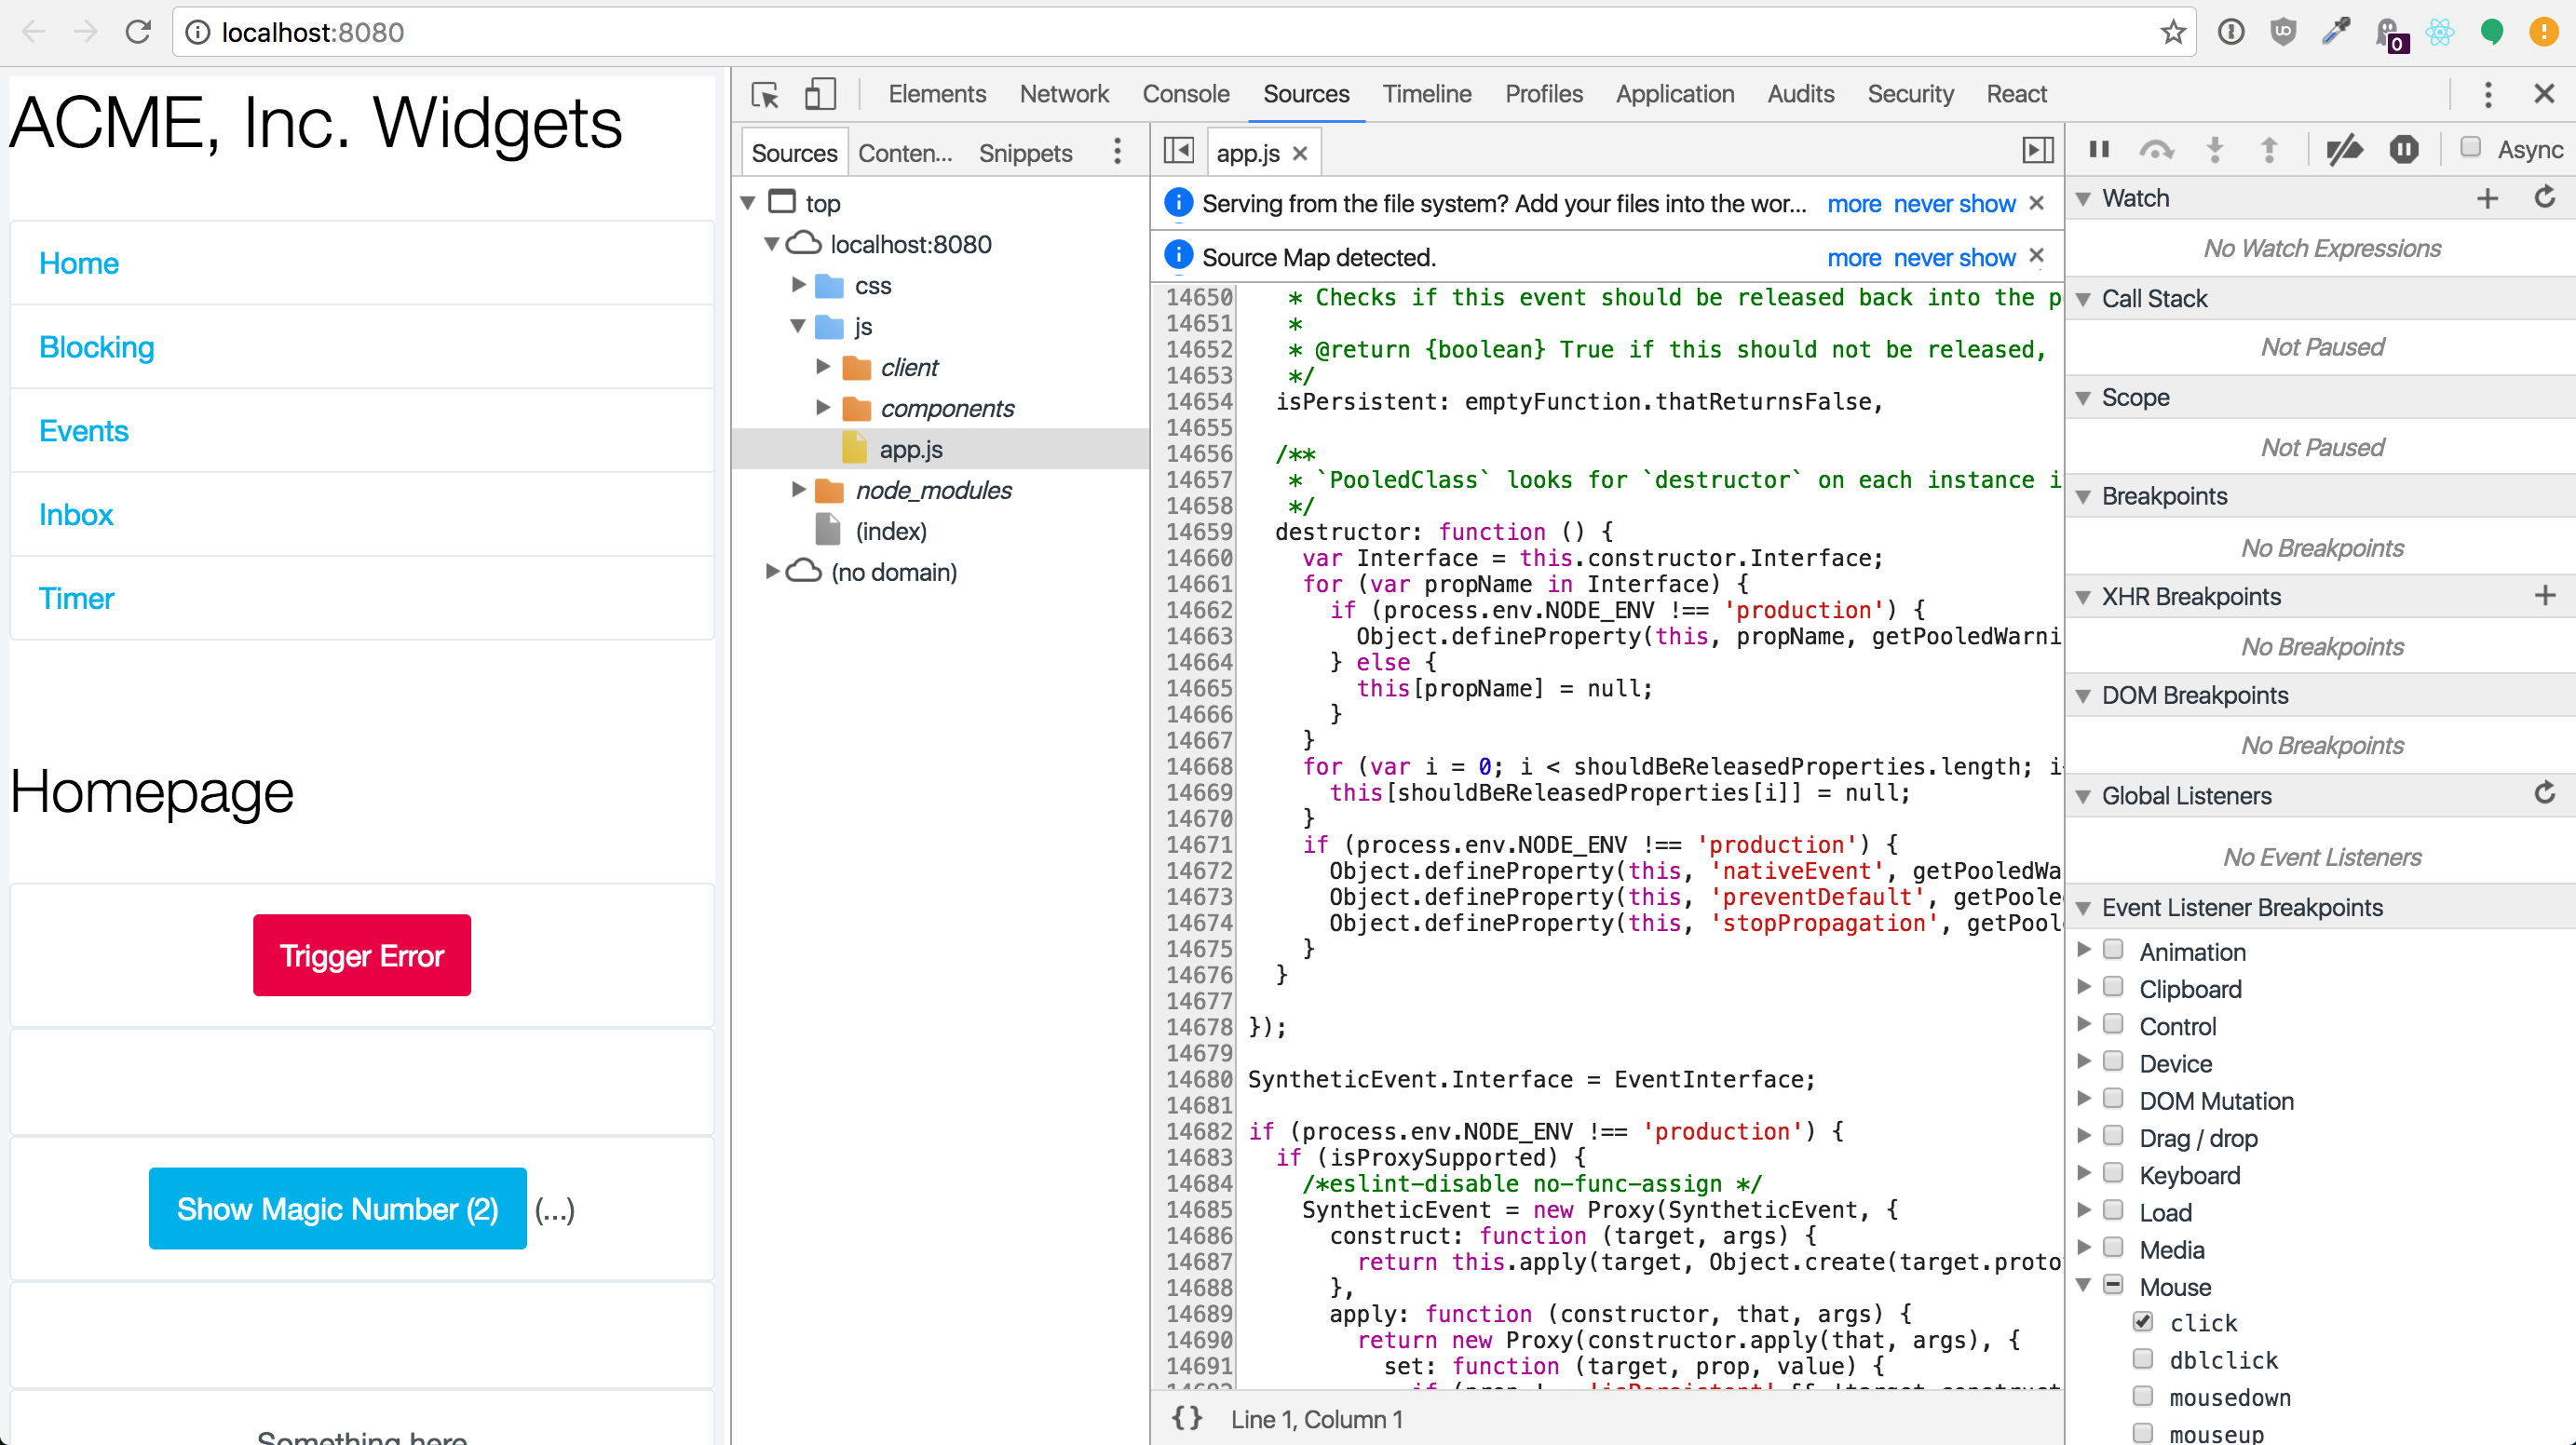 localhost:8080
0
ACME, Inc. Widgets
Home
Blocking
Events
Inbox
Timer
Homepage
Trigger Error
Show Magic Number (2) (...)
Something here
Elements Network Console Sources Timeline Profiles Application Audits Security React
Sources Conten... Snippets
top
localhost:8080
css
js
client
components
app.js
node_modules
(index)
(no domain)
app.js
Serving from the file system? Add your files into the wor... more never show
Source Map detected. more never show
14650 * Checks if this event should be released back into the p
14651 *
14652 * @return {boolean} True if this should not be released,
14653 */
14654 isPersistent: emptyFunction.thatReturnsFalse,
14655
14656 /**
14657 * `PooledClass` looks for `destructor` on each instance i
14658 */
14659 destructor: function () {
14660 var Interface = this.constructor.Interface;
14661 for (var propName in Interface) {
14662 if (process.env.NODE_ENV !== 'production') {
14663 Object.defineProperty(this, propName, getPooledWarni
14664 } else {
14665 this[propName] = null;
14666 }
14667 }
14668 for (var i = 0; i < shouldBeReleasedProperties.length; i
14669 this[shouldBeReleasedProperties[i]] = null;
14670 }
14671 if (process.env.NODE_ENV !== 'production') {
14672 Object.defineProperty(this, 'nativeEvent', getPooledWa
14673 Object.defineProperty(this, 'preventDefault', getPoole
14674 Object.defineProperty(this, 'stopPropagation', getPool
14675 }
14676 }
14677
14678 });
14679
14680 SyntheticEvent.Interface = EventInterface;
14681
14682 if (process.env.NODE_ENV !== 'production') {
14683 if (isProxySupported) {
14684 /*eslint-disable no-func-assign */
14685 SyntheticEvent = new Proxy(SyntheticEvent, {
14686 construct: function (target, args) {
14687 return this.apply(target, Object.create(target.proto
14688 },
14689 apply: function (constructor, that, args) {
14690 return new Proxy(constructor.apply(that, args), {
14691 set: function (target, prop, value) {
{} Line 1, Column 1
Async
Watch
No Watch Expressions
Call Stack
Not Paused
Scope
Not Paused
Breakpoints
No Breakpoints
XHR Breakpoints
No Breakpoints
DOM Breakpoints
No Breakpoints
Global Listeners
No Event Listeners
Event Listener Breakpoints
Animation
Clipboard
Control
Device
DOM Mutation
Drag / drop
Keyboard
Load
Media
Mouse
click
dblclick
mousedown
mouseup